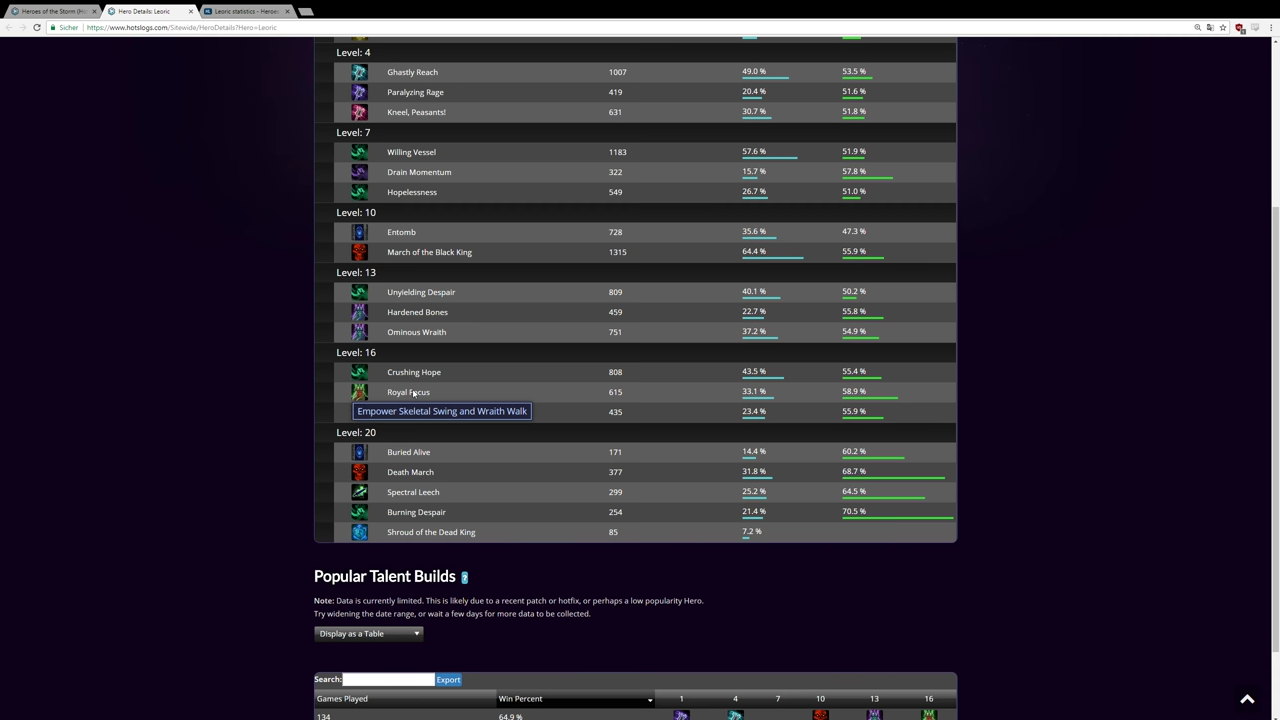 Heroes of the Storm (H
Hero Details: Leoric
Leoric statistics - Heroes
Sicher
https://www.hotslogs.com/Sitewide/HeroDetails?Hero=Leoric
Level: 4
Ghastly Reach 1007 49.0 % 53.5 %
Paralyzing Rage 419 20.4 % 51.6 %
Kneel, Peasants! 631 30.7 % 51.8 %
Level: 7
Willing Vessel 1183 57.6 % 51.9 %
Drain Momentum 322 15.7 % 57.8 %
Hopelessness 549 26.7 % 51.0 %
Level: 10
Entomb 728 35.6 % 47.3 %
March of the Black King 1315 64.4 % 55.9 %
Level: 13
Unyielding Despair 809 40.1 % 50.2 %
Hardened Bones 459 22.7 % 55.8 %
Ominous Wraith 751 37.2 % 54.9 %
Level: 16
Crushing Hope 808 43.5 % 55.4 %
Royal Focus 615 33.1 % 58.9 %
Empower Skeletal Swing and Wraith Walk 435 23.4 % 55.9 %
Level: 20
Buried Alive 171 14.4 % 60.2 %
Death March 377 31.8 % 68.7 %
Spectral Leech 299 25.2 % 64.5 %
Burning Despair 254 21.4 % 70.5 %
Shroud of the Dead King 85 7.2 %
Popular Talent Builds ?
Note: Data is currently limited. This is likely due to a recent patch or hotfix, or perhaps a low popularity Hero.
Try widening the date range, or wait a few days for more data to be collected.
Display as a Table
Search: Export
Games Played Win Percent 1 4 7 10 13 16
134 64.9 %